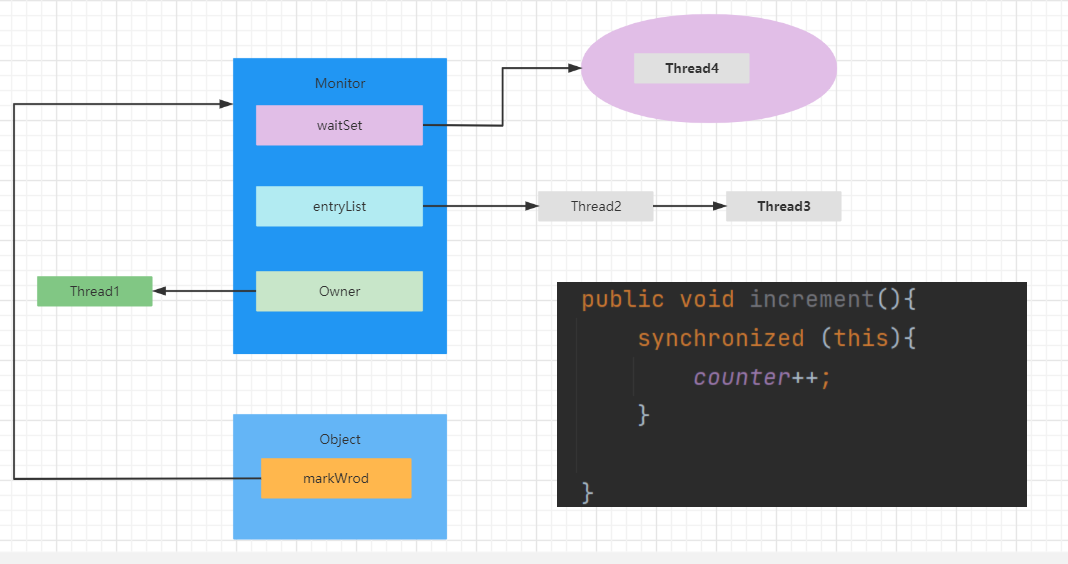 Monitor
waitSet
Thread4
entryList
Thread2
Thread3
Thread1
Owner
Object
markWrod
public void increment(){
synchronized (this){
counter++;
}
}